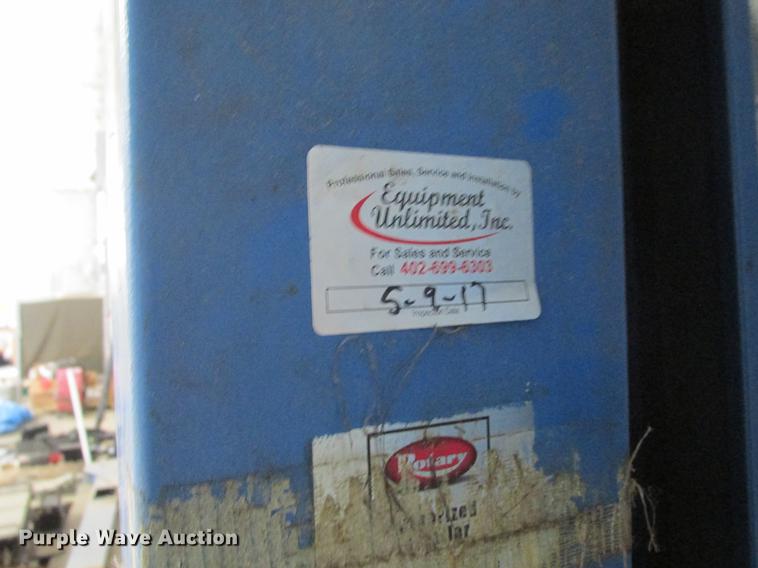 Professional Sales, Service and Installation by
Equipment
Unlimited, Inc.
For Sales and Service
Call 402-699-6303
5-9-17
Inspection Date
Rotary
Purple Wave Auction